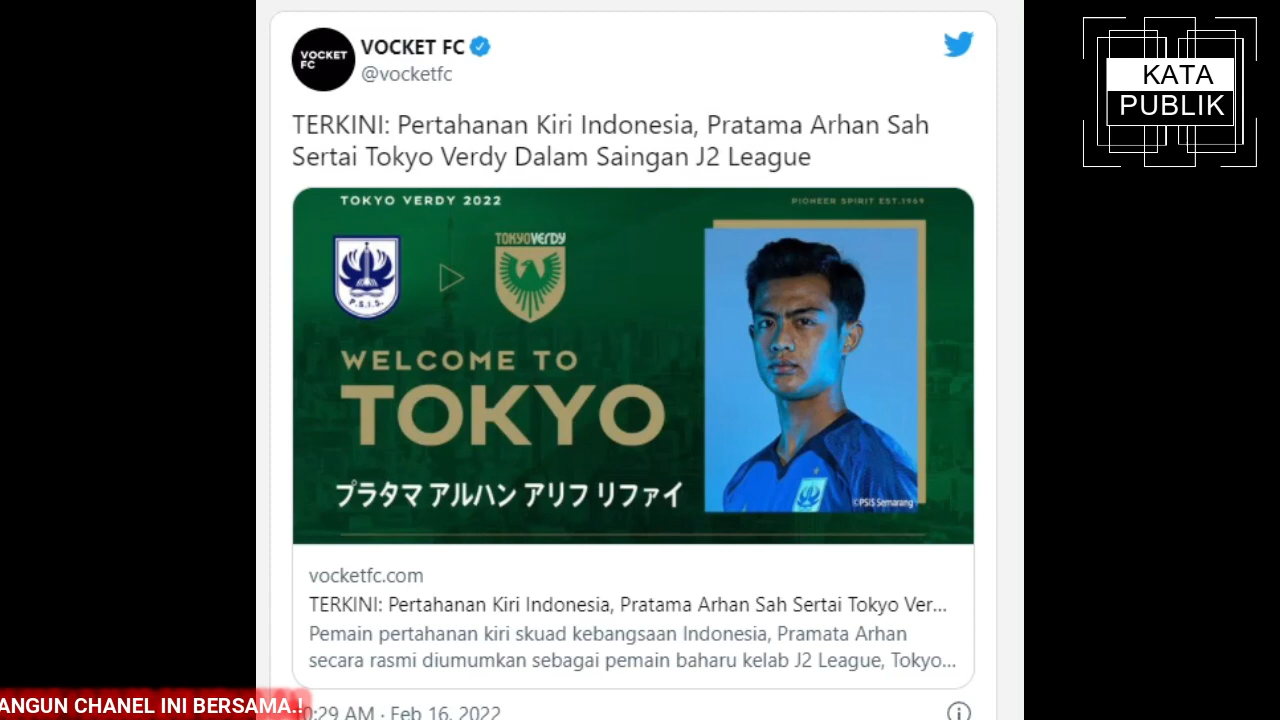 VOCKET FC
VOCKET FC
@vocketfc
KATA
PUBLIK
TERKINI: Pertahanan Kiri Indonesia, Pratama Arhan Sah
Sertai Tokyo Verdy Dalam Saingan J2 League
TOKYO VERDY 2022
PIONEER SPIRIT EST.1969
TOKYO VERDY
P.S.I.S.
WELCOME TO
TOKYO
プラタマ アルハン アリフ リファイ
©PSIS Semarang
vocketfc.com
TERKINI: Pertahanan Kiri Indonesia, Pratama Arhan Sah Sertai Tokyo Ver...
Pemain pertahanan kiri skuad kebangsaan Indonesia, Pramata Arhan
secara rasmi diumumkan sebagai pemain baharu kelab J2 League, Tokyo...
ANGUN CHANEL INI BERSAMA.!
0:29 AM · Feb 16, 2022